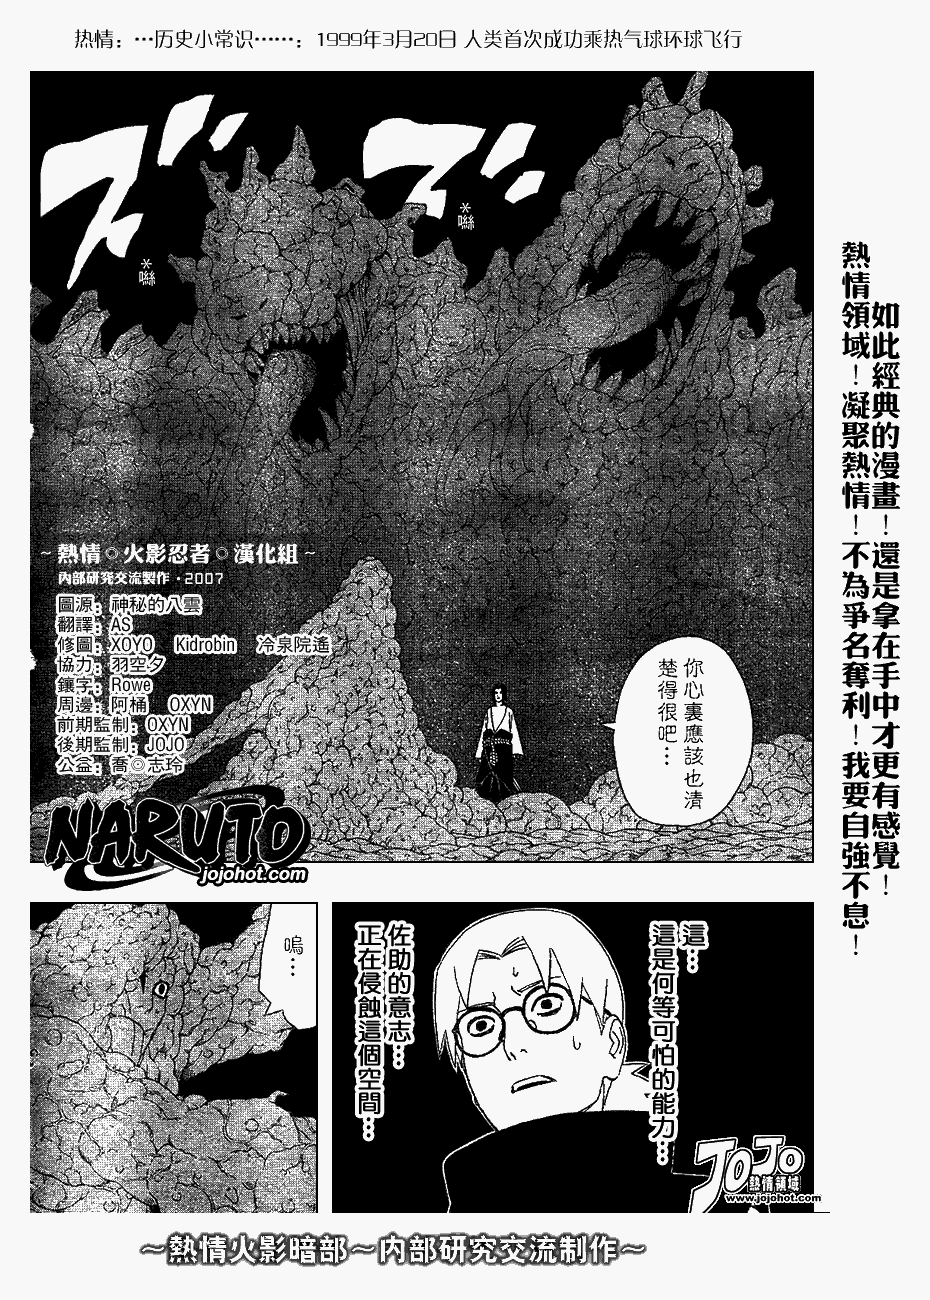 热情：…历史小常识……：1999年3月20日 人类首次成功乘热气球环球飞行
ズズ
ズズ
*嘶
*嘶
如此經典的漫畫！還是拿在手中才更有感覺！
熱情領域！凝聚熱情！不為爭名奪利！我要自強不息！
~熱情◎火影忍者◎漢化組~
內部研究交流製作·2007
圖源：神秘的八雲
翻譯：AS
修圖：XOYO Kidrobin 冷泉院遙
協力：羽空夕
鑲字：Rowe
周邊：阿桶 OXYN
前期監制：OXYN
後期監制：JOJO
公益：喬◎志玲
NARUTO
jojohot.com
你心裏應該也清
楚得很吧…
這…
這是何等可怕的能力…
佐助的意志…
正在侵蝕這個空間…
嗚…
JOJO
熱情領域
www.jojohot.com
~熱情火影暗部~內部研究交流制作~